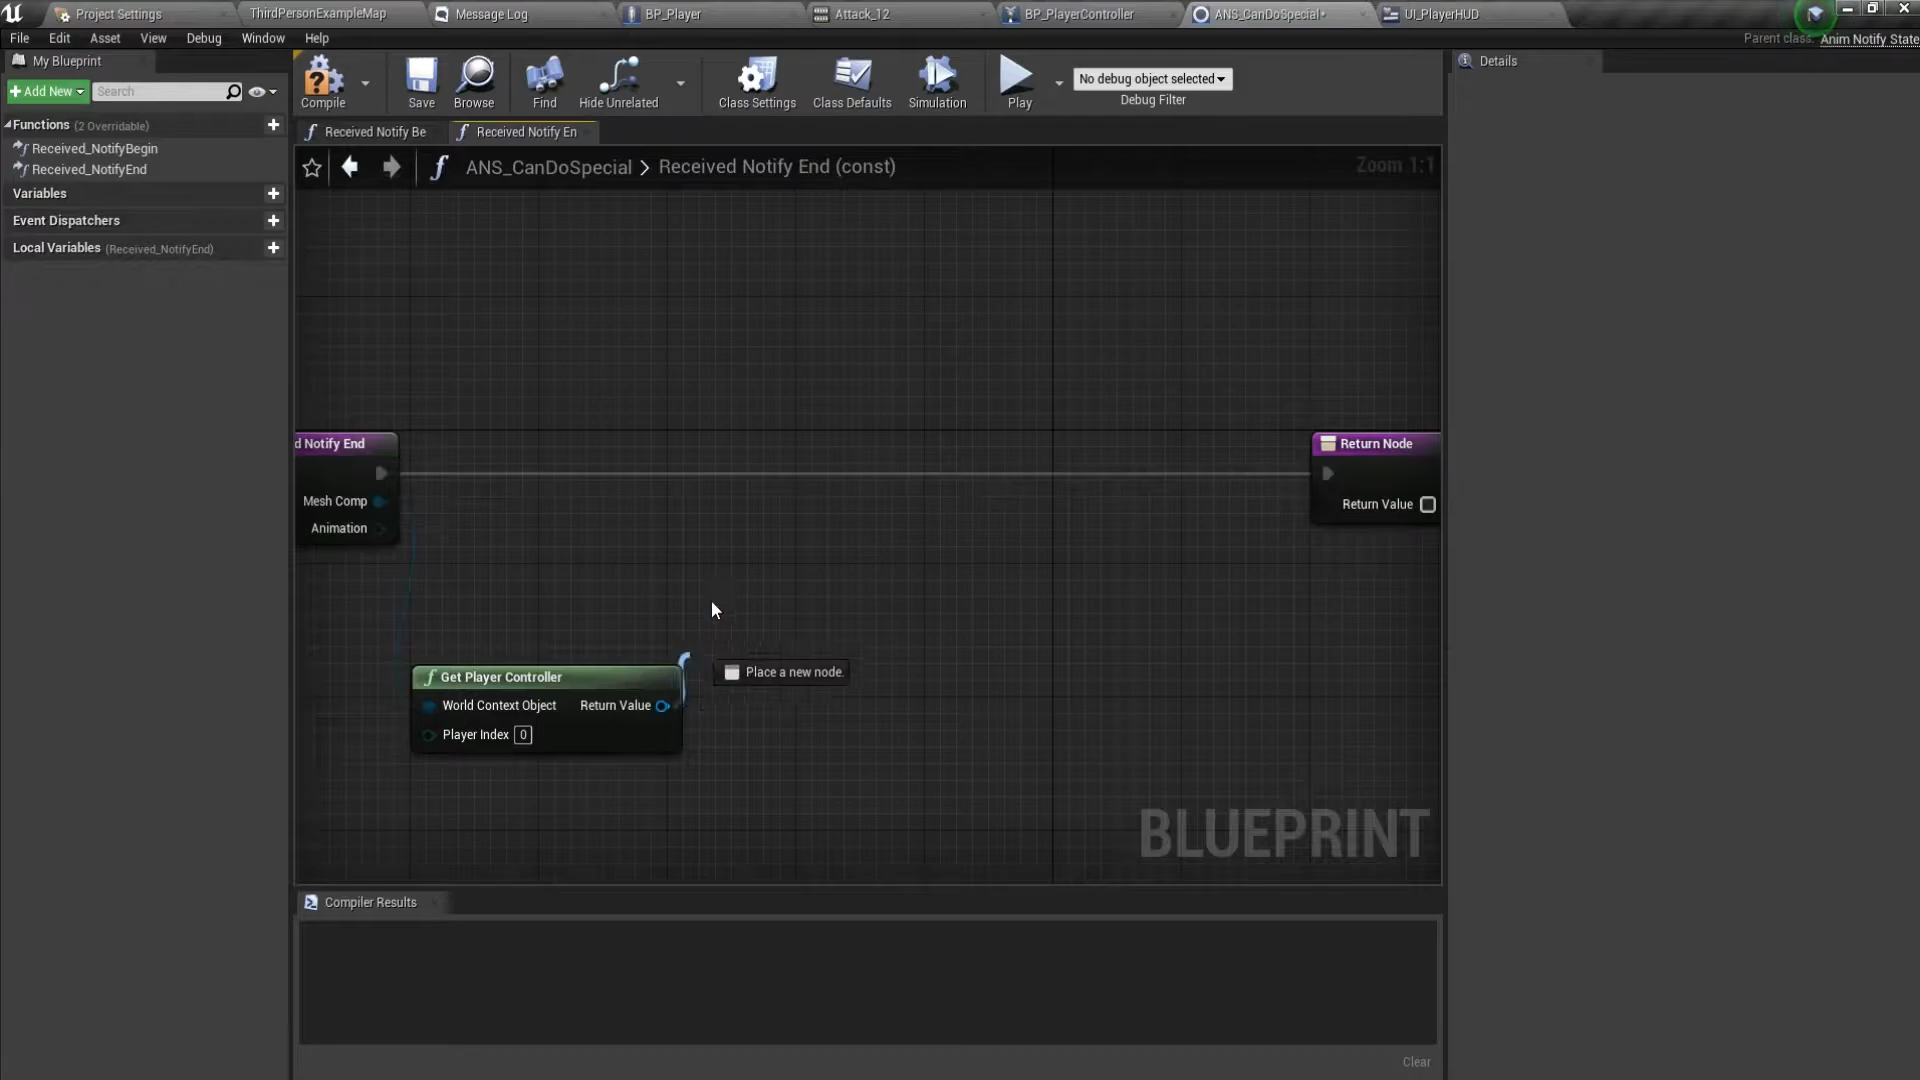 Project Settings
ThirdPersonExampleMap
Message Log
BP_Player
Attack_12
BP_PlayerController
ANS_CanDoSpecial•
UI_PlayerHUD
File Edit Asset View Debug Window Help
Parent class: Anim Notify State
My Blueprint
Add New
Search
Functions (2 Overridable)
Received_NotifyBegin
Received_NotifyEnd
Variables
Event Dispatchers
Local Variables (Received_NotifyEnd)
Compile
Save
Browse
Find
Hide Unrelated
Class Settings
Class Defaults
Simulation
Play
No debug object selected
Debug Filter
Received Notify Be
Received Notify En
ANS_CanDoSpecial > Received Notify End (const)
Zoom 1:1
d Notify End
Mesh Comp
Animation
Return Node
Return Value
Place a new node.
Get Player Controller
World Context Object Return Value
Player Index 0
BLUEPRINT
Compiler Results
Clear
Details